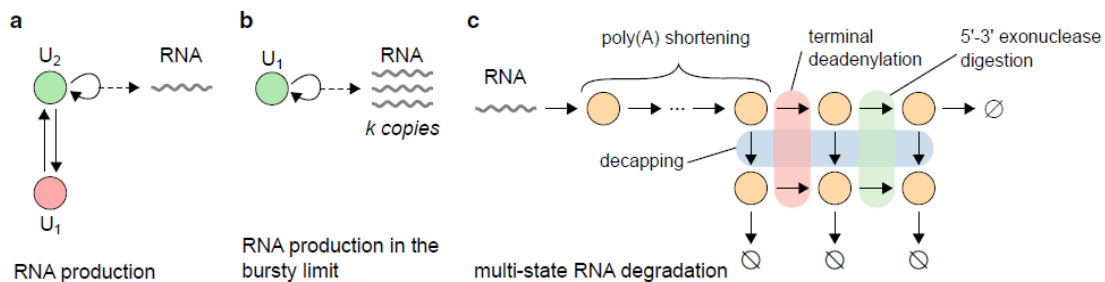 a
U2
RNA
U1
RNA production
b
U1
RNA
k copies
RNA production in the
bursty limit
c
poly(A) shortening
RNA
...
terminal
deadenylation
5'-3' exonuclease
digestion
∅
decapping
∅
∅
∅
multi-state RNA degradation